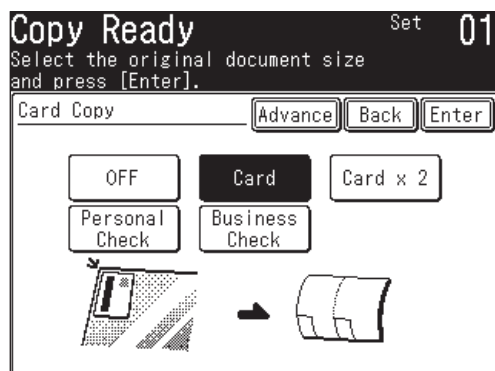 Copy Ready Set 01
Select the original document size
and press [Enter].
Card Copy Advance Back Enter
OFF Card Card x 2
Personal Business
Check Check